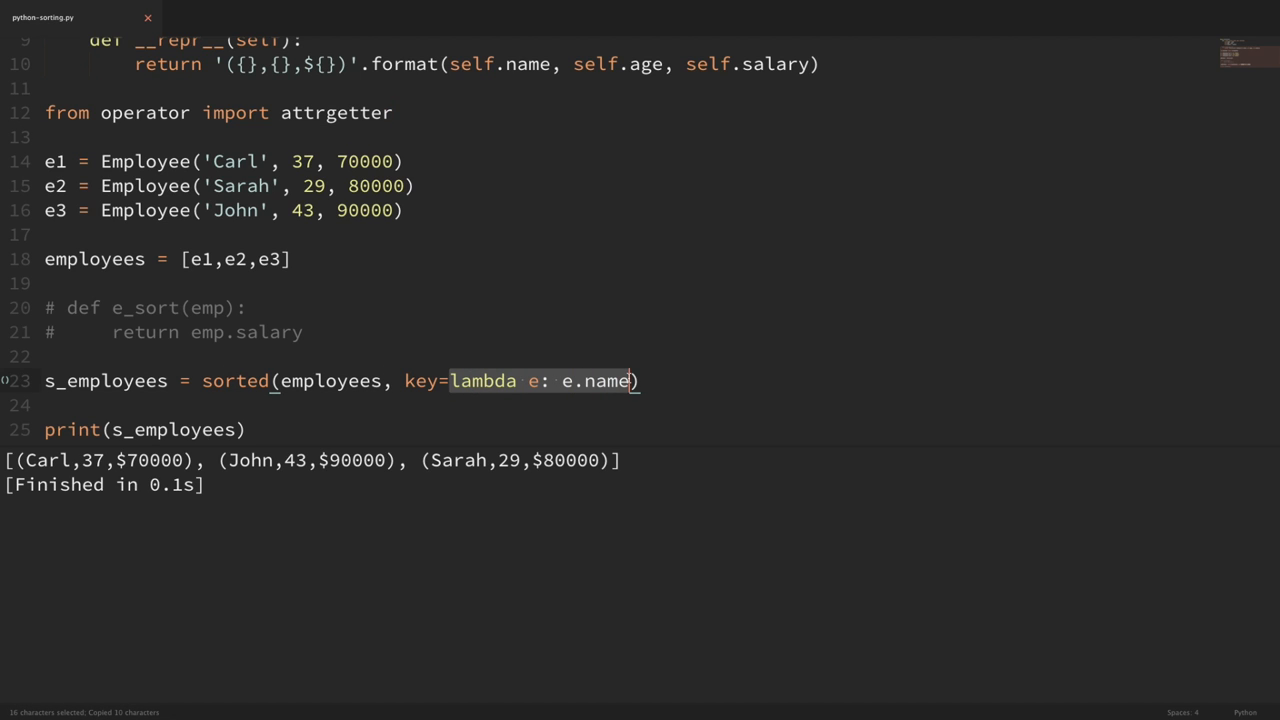 python-sorting.py ×
9     def __repr__(self):
10         return '({},{},${})'.format(self.name, self.age, self.salary)
11
12 from operator import attrgetter
13
14 e1 = Employee('Carl', 37, 70000)
15 e2 = Employee('Sarah', 29, 80000)
16 e3 = Employee('John', 43, 90000)
17
18 employees = [e1,e2,e3]
19
20 # def e_sort(emp):
21 #     return emp.salary
22
23 s_employees = sorted(employees, key=lambda e: e.name)
24
25 print(s_employees)
[(Carl,37,$70000), (John,43,$90000), (Sarah,29,$80000)]
[Finished in 0.1s]
16 characters selected; Copied 10 characters Spaces: 4 Python